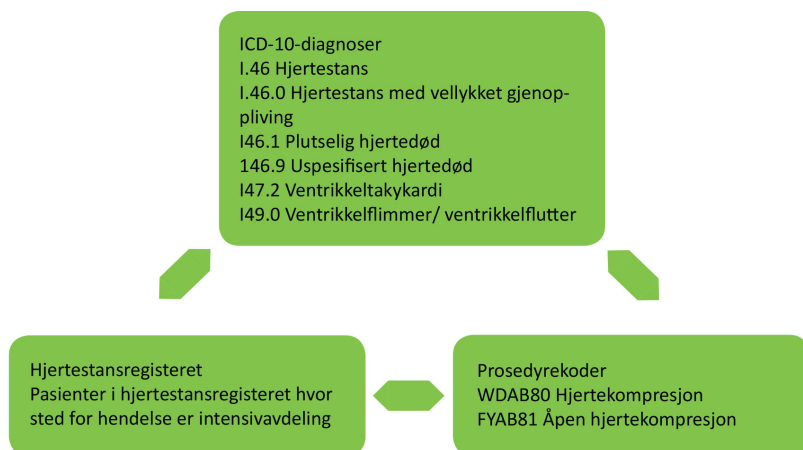 ICD-10-diagnoser
I.46 Hjertestans
I.46.0 Hjertestans med vellykket gjenop-
pliving
I46.1 Plutselig hjertedød
146.9 Uspesifisert hjertedød
I47.2 Ventrikkeltakykardi
I49.0 Ventrikkelflimmer/ ventrikkelflutter
Hjertestansregisteret
Pasienter i hjertestansregisteret hvor
sted for hendelse er intensivavdeling
Prosedyrekoder
WDAB80 Hjertekompresjon
FYAB81 Åpen hjertekompresjon